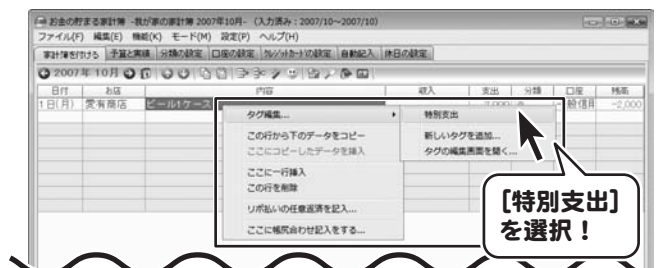 お金の貯まる家計簿 -我が家の家計簿 2007年10月- (入力済み：2007/10～2007/10)
ファイル(F) 編集(E) 機能(K) モード(M) 設定(P) ヘルプ(H)
家計簿を付ける 予算と実績 分類の設定 口座の設定 クレジットカードの設定 自動記入 休日の設定
2007年10月
日付 お店 内容 収入 支出 分類 口座 残高
1日(月) 愛有商店 ビール1ケース 2,000 一般信用 -2,000
タグ編集...
この行から下のデータをコピー
ここにコピーしたデータを挿入
ここに一行挿入
この行を削除
リボ払いの任意返済を記入...
ここに帳尻合わせ記入をする...
特別支出
新しいタグを追加...
タグの編集画面を開く...
[特別支出]
を選択！